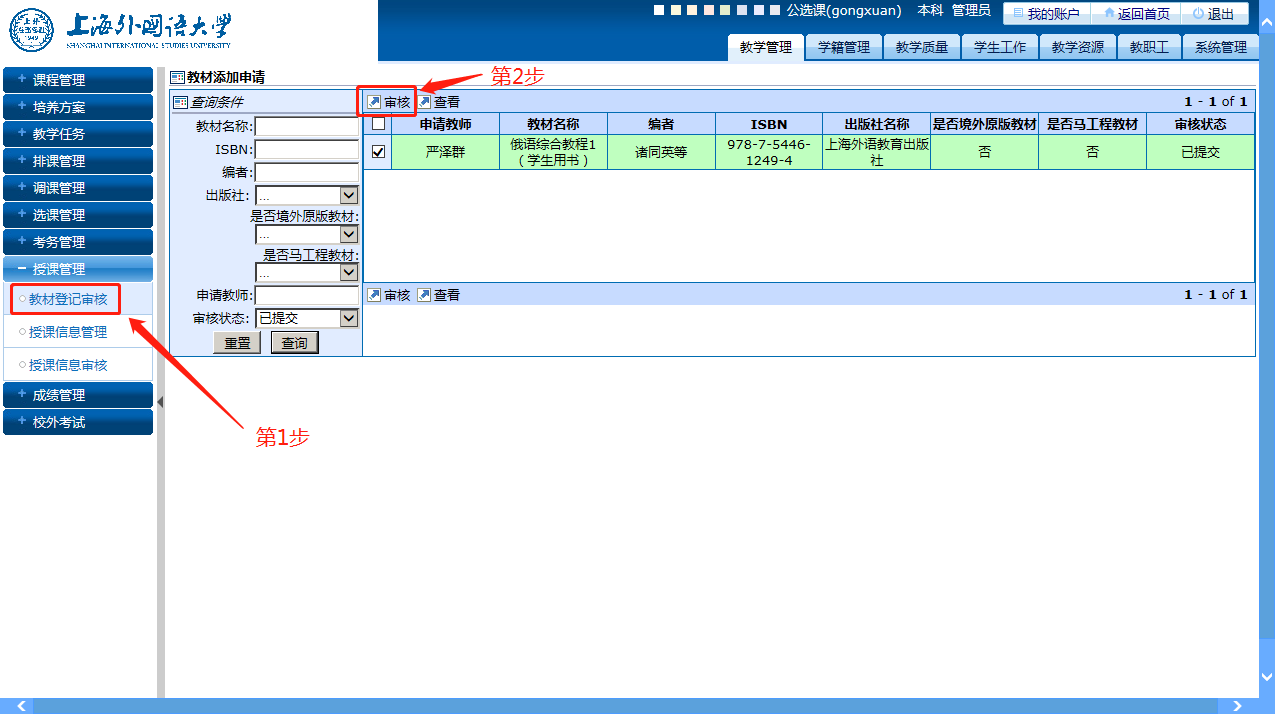 上海外国语大学
SHANGHAI INTERNATIONAL STUDIES UNIVERSITY
公选课(gongxuan) 本科 管理员 我的账户 返回首页 退出
教学管理 学籍管理 教学质量 学生工作 教学资源 教职工 系统管理
课程管理
培养方案
教学任务
排课管理
调课管理
选课管理
考务管理
授课管理
教材登记审核
授课信息管理
授课信息审核
成绩管理
校外考试
第1步
教材添加申请
第2步
查询条件
教材名称:
ISBN:
编者:
出版社: ...
是否境外原版教材:
...
是否马工程教材:
...
申请教师:
审核状态: 已提交
重置 查询
审核 查看 1 - 1 of 1
申请教师 教材名称 编者 ISBN 出版社名称 是否境外原版教材 是否马工程教材 审核状态
严泽群 俄语综合教程1（学生用书） 诸同英等 978-7-5446-1249-4 上海外语教育出版社 否 否 已提交
审核 查看 1 - 1 of 1